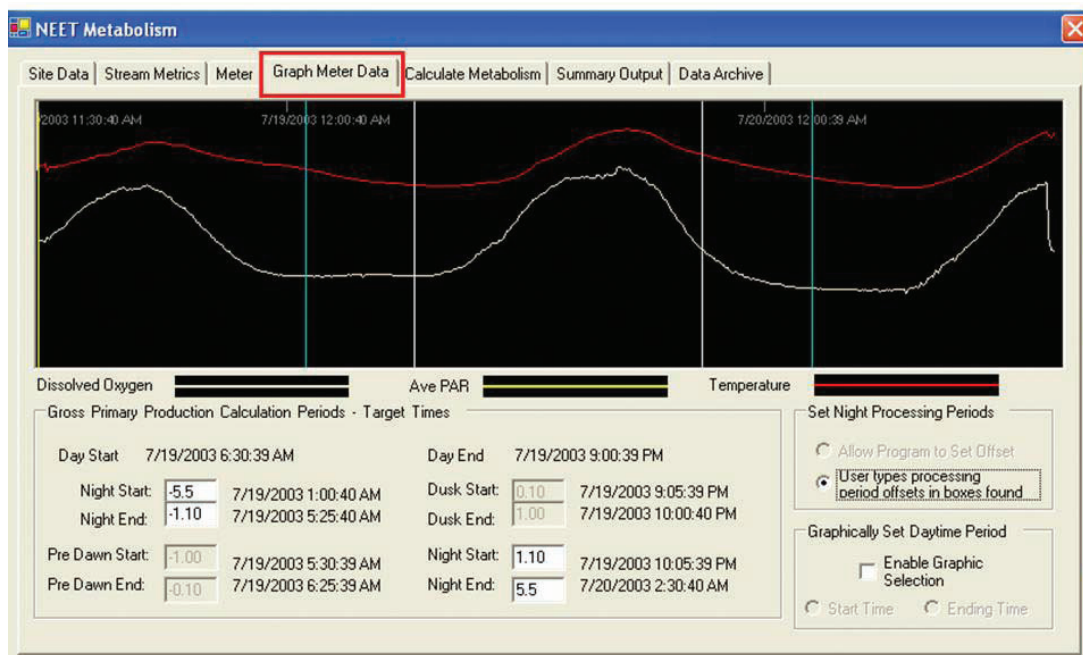 NEET Metabolism
Site Data Stream Metrics Meter Graph Meter Data Calculate Metabolism Summary Output Data Archive
/2003 11:30:40 AM 7/19/2003 12:00:40 AM 7/20/2003 12:00:39 AM
Dissolved Oxygen Ave PAR Temperature
Gross Primary Production Calculation Periods - Target Times
Day Start 7/19/2003 6:30:39 AM
Night Start: -5.5 7/19/2003 1:00:40 AM
Night End: -1.10 7/19/2003 5:25:40 AM
Pre Dawn Start: -1.00 7/19/2003 5:30:39 AM
Pre Dawn End: -0.10 7/19/2003 6:25:39 AM
Day End 7/19/2003 9:00:39 PM
Dusk Start: 0.10 7/19/2003 9:05:39 PM
Dusk End: 1.00 7/19/2003 10:00:40 PM
Night Start: 1.10 7/19/2003 10:05:39 PM
Night End: 5.5 7/20/2003 2:30:40 AM
Set Night Processing Periods
Allow Program to Set Offset
User types processing
period offsets in boxes found
Graphically Set Daytime Period
Enable Graphic
Selection
Start Time Ending Time